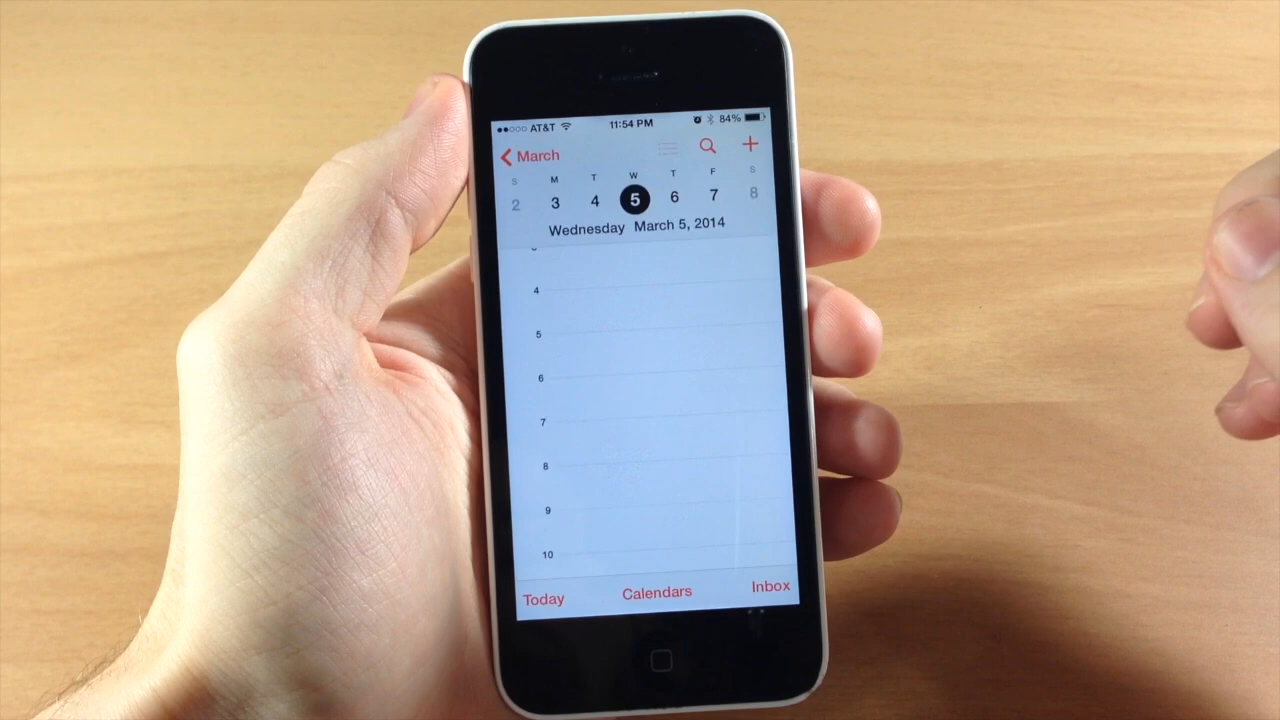 AT&T 11:54 PM 84%
March
S M T W T F S
2 3 4 5 6 7 8
Wednesday March 5, 2014
4
5
6
7
8
9
10
Today Calendars Inbox